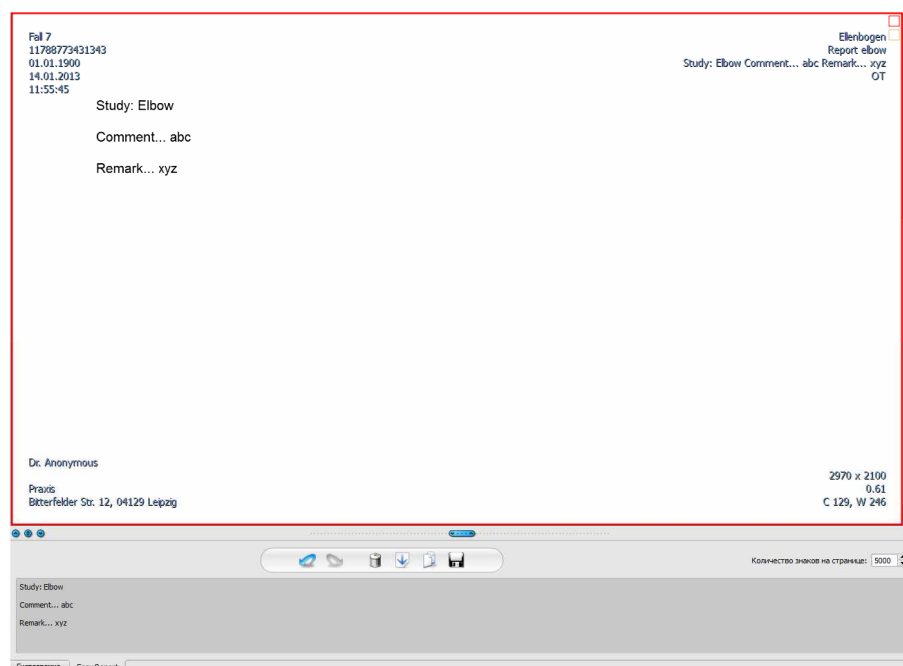 Fall 7
11788773431343
01.01.1900
14.01.2013
11:55:45
Ellenbogen
Report elbow
Study: Elbow Comment... abc Remark... xyz
OT
Study: Elbow
Comment... abc
Remark... xyz
Dr. Anonymous
Praxis
Bitterfelder Str. 12, 04129 Leipzig
2970 x 2100
0.61
C 129, W 246
Количество знаков на странице: 5000
Study: Elbow
Comment... abc
Remark... xyz